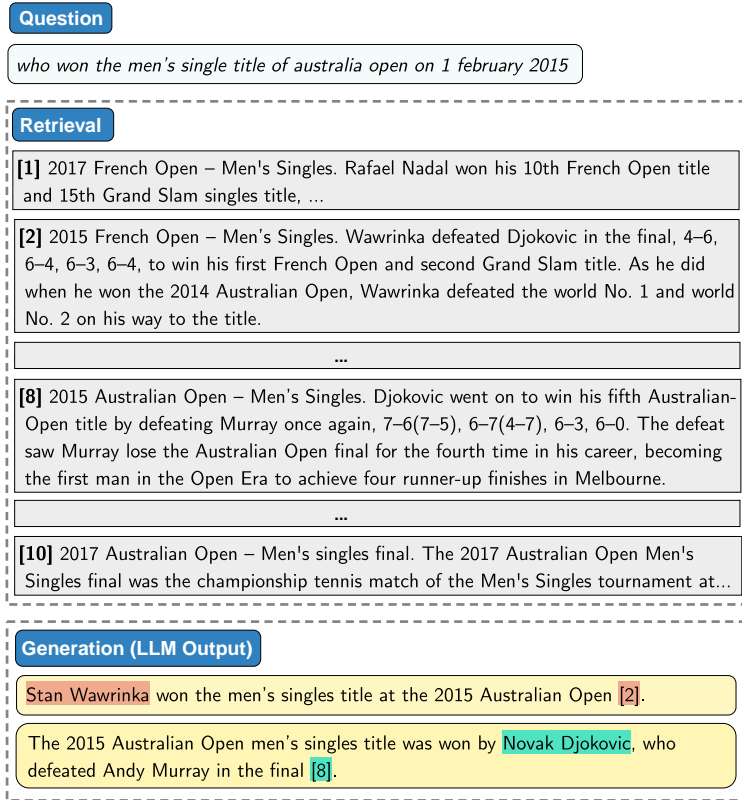 Question
who won the men's single title of australia open on 1 february 2015
Retrieval
[1] 2017 French Open – Men's Singles. Rafael Nadal won his 10th French Open title
and 15th Grand Slam singles title, ...
[2] 2015 French Open – Men's Singles. Wawrinka defeated Djokovic in the final, 4–6,
6–4, 6–3, 6–4, to win his first French Open and second Grand Slam title. As he did
when he won the 2014 Australian Open, Wawrinka defeated the world No. 1 and world
No. 2 on his way to the title.
...
[8] 2015 Australian Open – Men's Singles. Djokovic went on to win his fifth Australian-
Open title by defeating Murray once again, 7–6(7–5), 6–7(4–7), 6–3, 6–0. The defeat
saw Murray lose the Australian Open final for the fourth time in his career, becoming
the first man in the Open Era to achieve four runner-up finishes in Melbourne.
...
[10] 2017 Australian Open – Men's singles final. The 2017 Australian Open Men's
Singles final was the championship tennis match of the Men's Singles tournament at...
Generation (LLM Output)
Stan Wawrinka won the men's singles title at the 2015 Australian Open [2].
The 2015 Australian Open men's singles title was won by Novak Djokovic, who
defeated Andy Murray in the final [8].